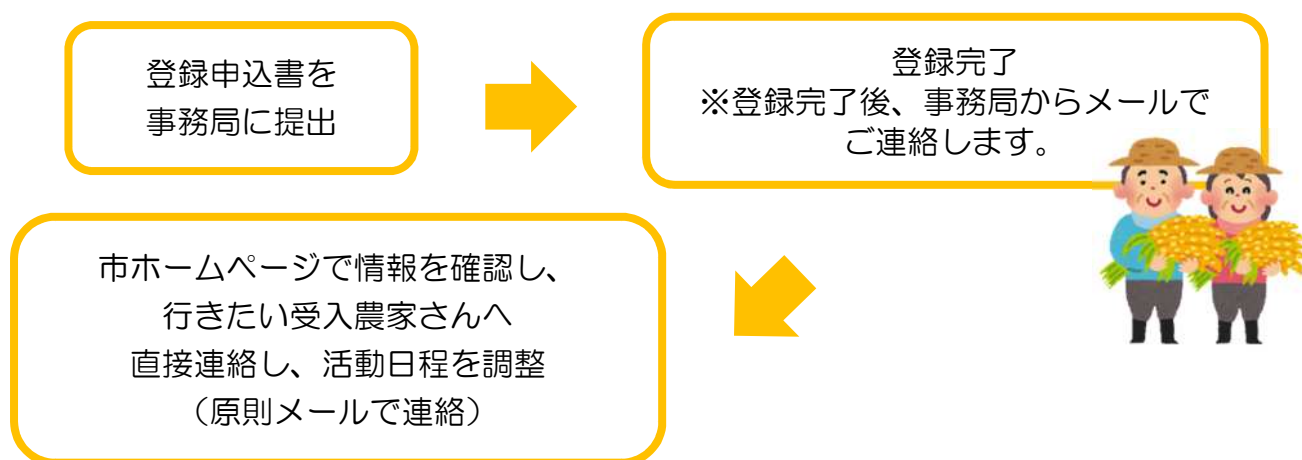 登録申込書を
事務局に提出
登録完了
※登録完了後、事務局からメールで
ご連絡します。
市ホームページで情報を確認し、
行きたい受入農家さんへ
直接連絡し、活動日程を調整
（原則メールで連絡）